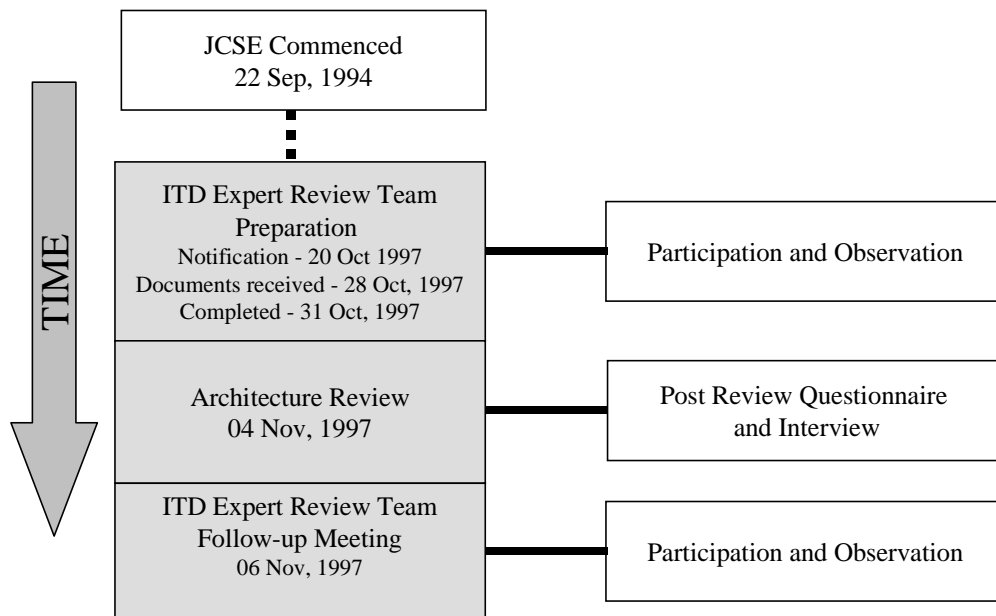 JCSE Commenced
22 Sep, 1994
TIME
ITD Expert Review Team
Preparation
Notification - 20 Oct 1997
Documents received - 28 Oct, 1997
Completed - 31 Oct, 1997
Participation and Observation
Architecture Review
04 Nov, 1997
Post Review Questionnaire
and Interview
ITD Expert Review Team
Follow-up Meeting
06 Nov, 1997
Participation and Observation